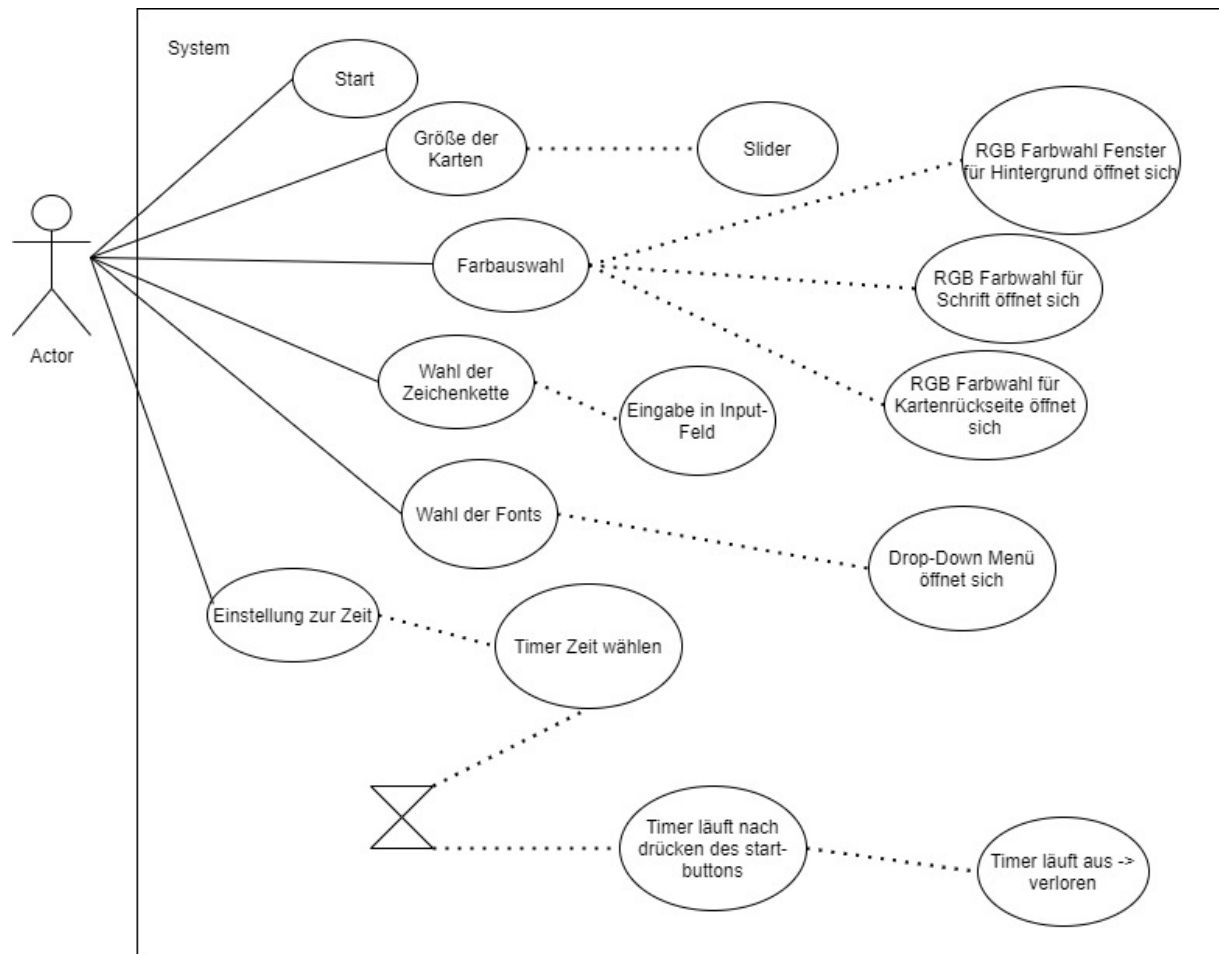 System
Start
Größe der
Karten
Slider
RGB Farbwahl Fenster
für Hintergrund öffnet sich
Farbauswahl
RGB Farbwahl für
Schrift öffnet sich
Actor
Wahl der
Zeichenkette
Eingabe in Input-
Feld
RGB Farbwahl für
Kartenrückseite öffnet
sich
Wahl der Fonts
Drop-Down Menü
öffnet sich
Einstellung zur Zeit
Timer Zeit wählen
Timer läuft nach
drücken des start-
buttons
Timer läuft aus ->
verloren